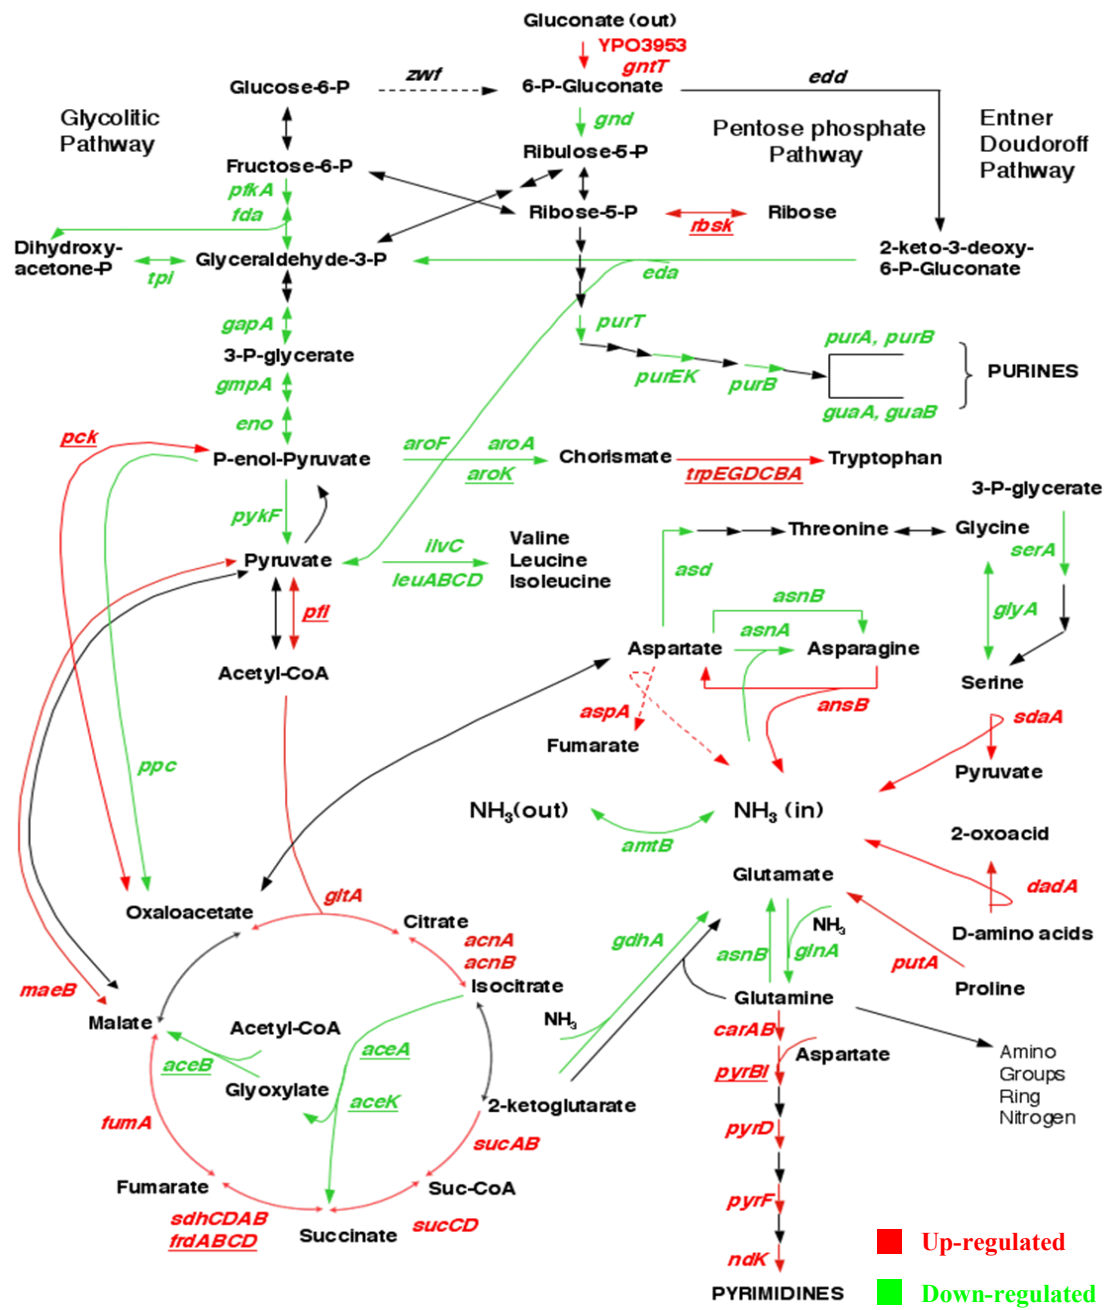 Gluconate (out)
YPO3953
gntT
Glucose-6-P
zwf
6-P-Gluconate
edd
Glycolitic
Pathway
gnd
Pentose phosphate
Pathway
Entner
Doudoroff
Pathway
Fructose-6-P
Ribulose-5-P
pfkA
fda
Ribose-5-P
rbsk
Ribose
Dihydroxy-
acetone-P
tpi
Glyceraldehyde-3-P
eda
2-keto-3-deoxy-
6-P-Gluconate
gapA
purT
3-P-glycerate
purA, purB
gmpA
purEK
purB
PURINES
guaA, guaB
eno
pck
aroF
aroA
P-enol-Pyruvate
aroK
Chorismate
trpEGDCBA
Tryptophan
3-P-glycerate
pykF
Pyruvate
ilvC
leuABCD
Valine
Leucine
Isoleucine
Threonine
Glycine
serA
asd
glyA
asnB
pfl
asnA
Aspartate
Asparagine
Acetyl-CoA
Serine
ansB
aspA
sdaA
Fumarate
Pyruvate
ppc
NH3(out)
NH3 (in)
amtB
2-oxoacid
Glutamate
dadA
gltA
Oxaloacetate
Citrate
acnA
acnB
gdhA
NH3
asnB
glnA
D-amino acids
putA
maeB
Isocitrate
Glutamine
Proline
Malate
Acetyl-CoA
NH3
carAB
aceA
Aspartate
aceB
pyrBI
Amino
Groups
Ring
Nitrogen
Glyoxylate
aceK
2-ketoglutarate
fumA
sucAB
pyrD
Fumarate
Suc-CoA
pyrF
sdhCDAB
frdABCD
Succinate
sucCD
ndK
Up-regulated
PYRIMIDINES
Down-regulated